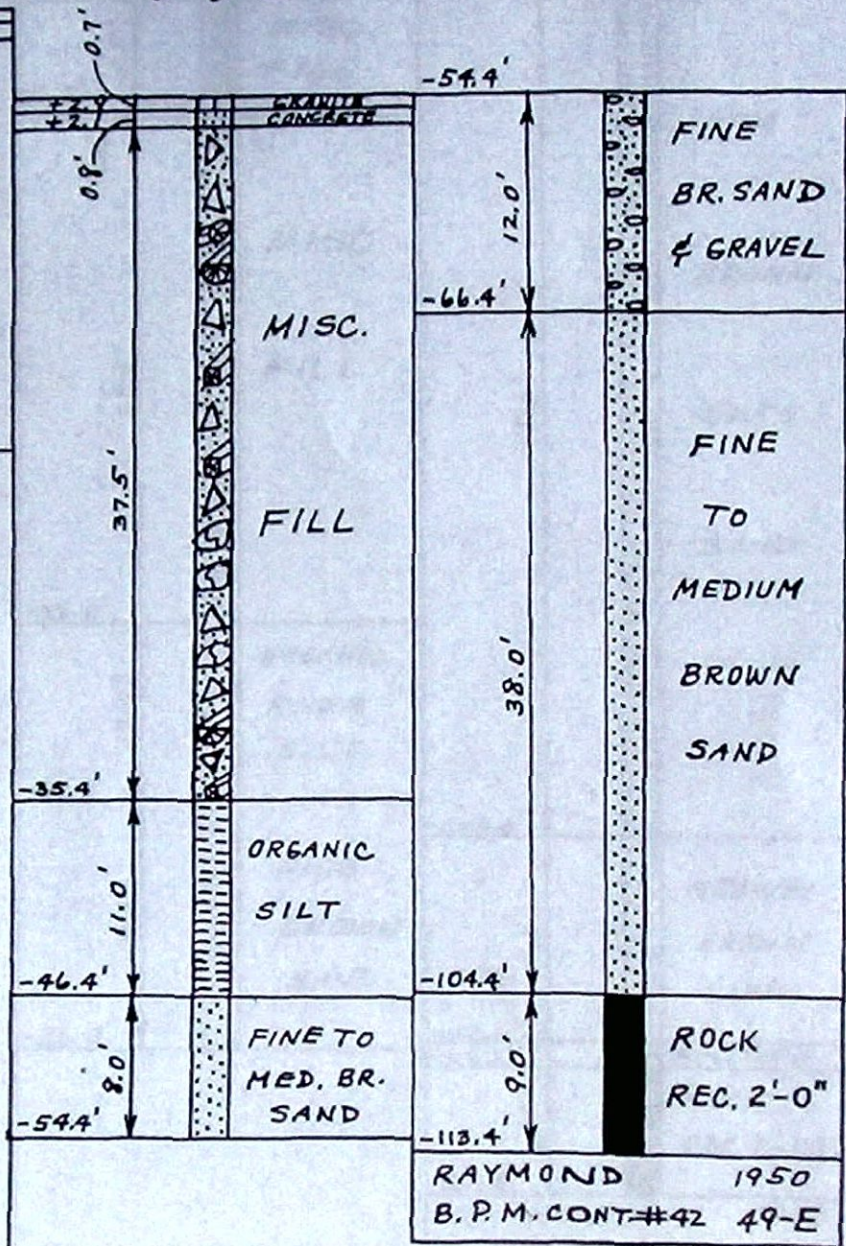 0.7'
+2.9' GRANITE
+2.1' CONCRETE
0.8'
MISC.
37.5'
FILL
-35.4'
ORGANIC
11.0'
SILT
-46.4'
FINE TO
8.0'
MED. BR.
SAND
-54.4'
-54.4'
FINE
12.0'
BR. SAND
& GRAVEL
-66.4'
FINE
TO
MEDIUM
38.0'
BROWN
SAND
-104.4'
ROCK
9.0'
REC. 2'-0"
-113.4'
RAYMOND 1950
B.P.M. CONT.#42 49-E